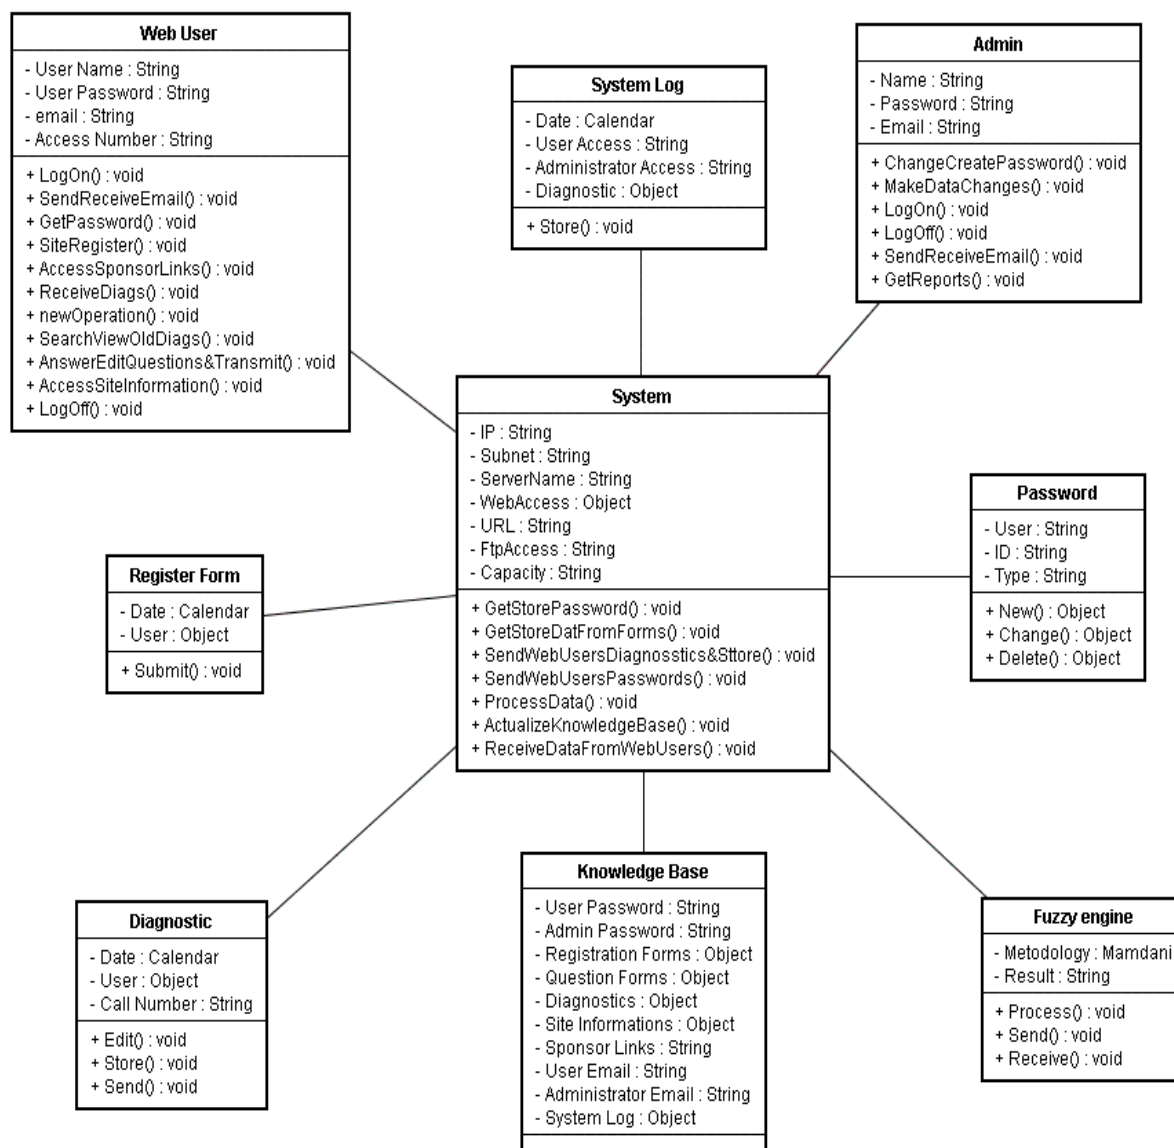 Web User
- User Name : String
- User Password : String
- email : String
- Access Number : String
+ LogOn() : void
+ SendReceiveEmail() : void
+ GetPassword() : void
+ SiteRegister() : void
+ AccessSponsorLinks() : void
+ ReceiveDiags() : void
+ newOperation() : void
+ SearchViewOldDiags() : void
+ AnswerEditQuestions&Transmit() : void
+ AccessSiteInformation() : void
+ LogOff() : void
System Log
- Date : Calendar
- User Access : String
- Administrator Access : String
- Diagnostic : Object
+ Store() : void
Admin
- Name : String
- Password : String
- Email : String
+ ChangeCreatePassword() : void
+ MakeDataChanges() : void
+ LogOn() : void
+ LogOff() : void
+ SendReceiveEmail() : void
+ GetReports() : void
System
- IP : String
- Subnet : String
- ServerName : String
- WebAccess : Object
- URL : String
- FtpAccess : String
- Capacity : String
+ GetStorePassword() : void
+ GetStoreDatFromForms() : void
+ SendWebUsersDiagnosstics&Sttore() : void
+ SendWebUsersPasswords() : void
+ ProcessData() : void
+ ActualizeKnowledgeBase() : void
+ ReceiveDataFromWebUsers() : void
Password
- User : String
- ID : String
- Type : String
+ New() : Object
+ Change() : Object
+ Delete() : Object
Register Form
- Date : Calendar
- User : Object
+ Submit() : void
Diagnostic
- Date : Calendar
- User : Object
- Call Number : String
+ Edit() : void
+ Store() : void
+ Send() : void
Knowledge Base
- User Password : String
- Admin Password : String
- Registration Forms : Object
- Question Forms : Object
- Diagnostics : Object
- Site Informations : Object
- Sponsor Links : String
- User Email : String
- Administrator Email : String
- System Log : Object
Fuzzy engine
- Metodology : Mamdani
- Result : String
+ Process() : void
+ Send() : void
+ Receive() : void